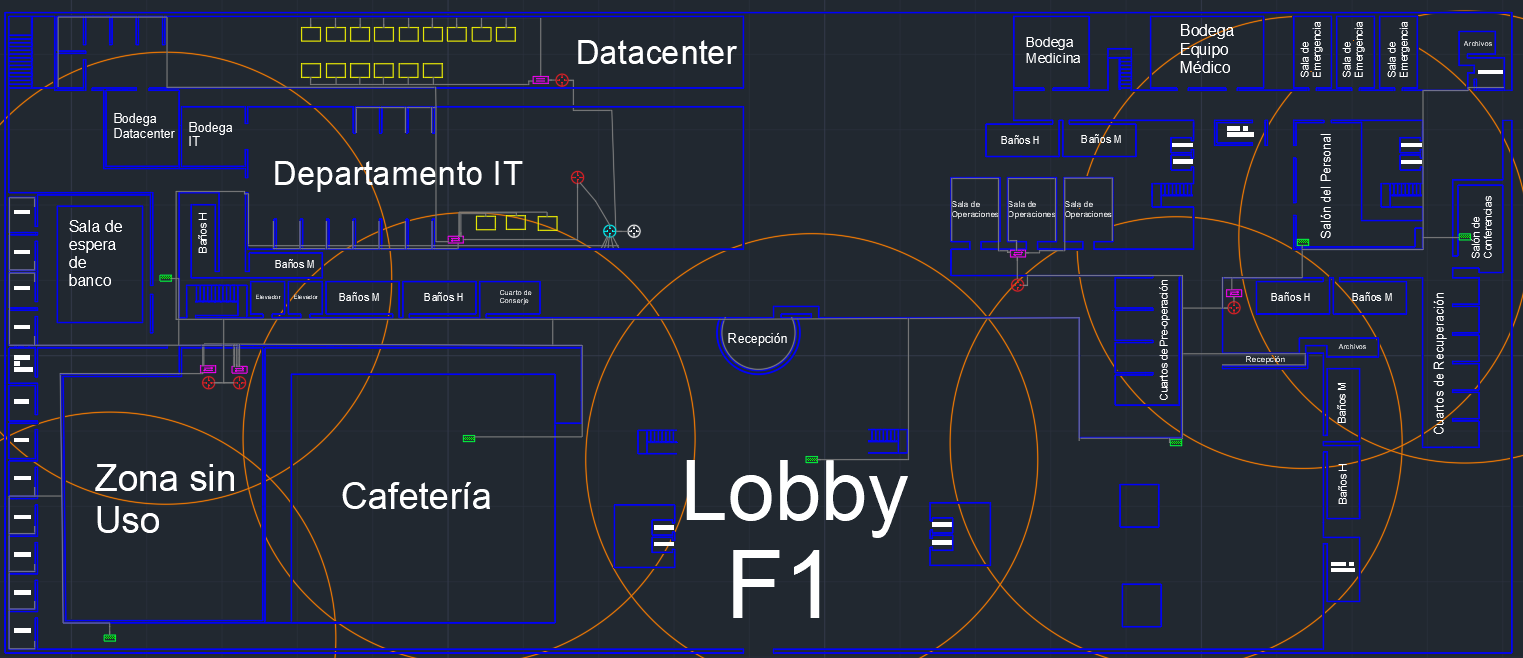 Datacenter
Bodega
Medicina
Bodega
Equipo
Médico
Sala de
Emergencia
Sala de
Emergencia
Sala de
Emergencia
Archivos
Bodega
Datacenter
Bodega
IT
Departamento IT
Baños H
Baños M
Salón del Personal
Sala de
espera
de
banco
Baños H
Baños M
Sala de
Operaciones
Sala de
Operaciones
Sala de
Operaciones
Salón de
Conferencias
Elevador
Elevador
Baños M
Baños H
Cuarto de
Conserje
Recepción
Cuartos de Pre-operación
Baños H
Baños M
Archivos
Recepción
Cuartos de Recuperación
Baños M
Baños H
Zona sin
Uso
Cafetería
Lobby
F1